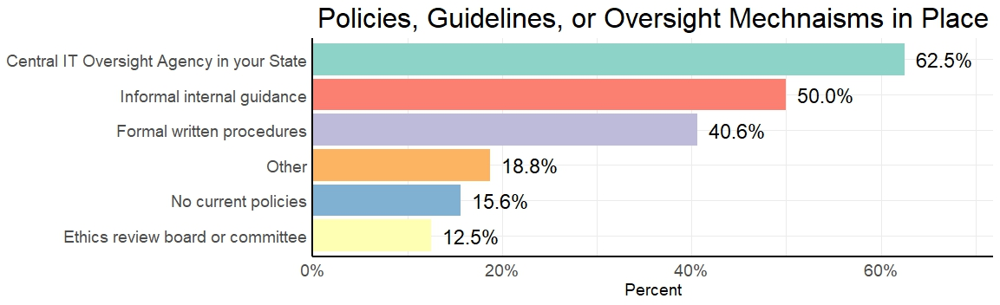 Policies, Guidelines, or Oversight Mechnaisms in Place
Central IT Oversight Agency in your State 62.5%
Informal internal guidance 50.0%
Formal written procedures 40.6%
Other 18.8%
No current policies 15.6%
Ethics review board or committee 12.5%
0% 20% 40% 60%
Percent